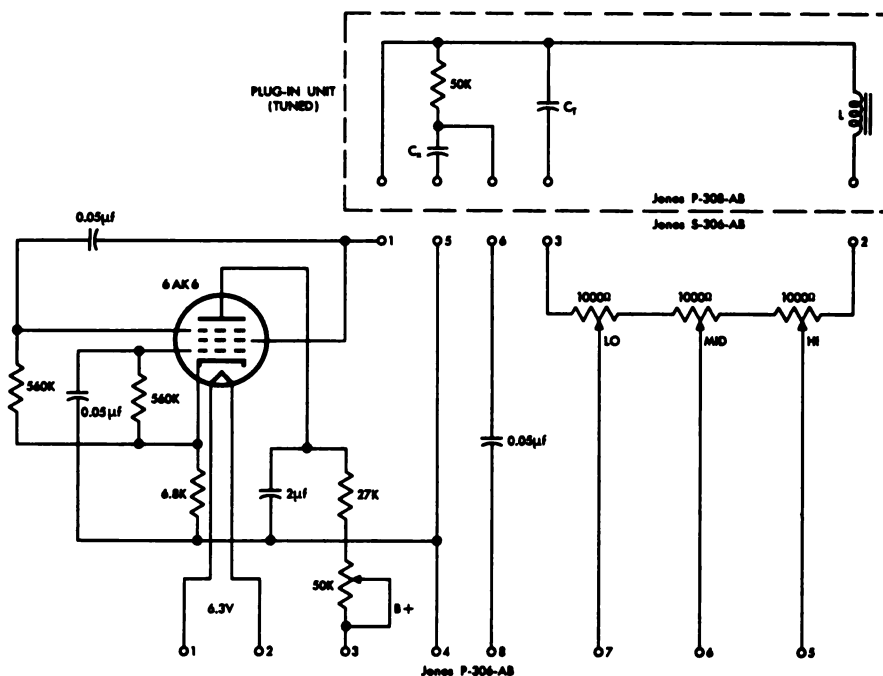 PLUG-IN UNIT
(TUNED)
50K
Cₛ
C_T
L
Jones P-308-AB
Jones S-306-AB
0.05µf
1
5
6
3
2
6AK6
1000Ω
1000Ω
1000Ω
LO
MID
HI
560K
0.05µf
560K
0.05µf
6.8K
2µf
27K
50K
B+
6.3V
1
2
3
4
8
7
6
5
Jones P-306-AB